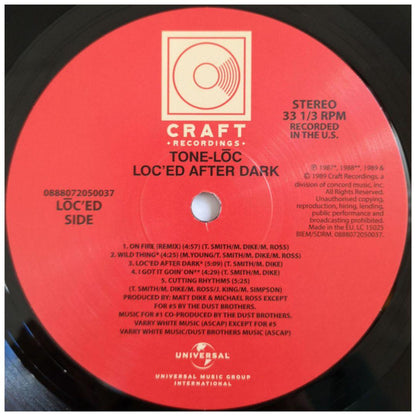 CRAFT
• RECORDINGS •
TONE-LŌC
LOC'ED AFTER DARK
STEREO
33 1/3 RPM
RECORDED
IN THE U.S.
0888072050037
LŌC'ED
SIDE
℗ 1987*, 1988**, 1989 &
© 1989 Craft Recordings, a
division of concord music, inc.
All Rights Reserved.
Unauthorised copying,
reproduction, hiring, lending,
public performance and
broadcasting prohibited.
Made in the EU. LC 15025
BIEM/SDRM. 0888072050037.
1. ON FIRE (REMIX) (4:57) (T. SMITH/M. DIKE/M. ROSS)
2. WILD THING* (4:25) (M.YOUNG/T. SMITH/M. DIKE/M. ROSS)
3. LOC'ED AFTER DARK* (5:09) (T. SMITH/M. DIKE)
4. I GOT IT GOIN' ON** (4:29) (T. SMITH/M. DIKE)
5. CUTTING RHYTHMS (5:25)
(T. SMITH/M. DIKE/M. ROSS/J. KING/M. SIMPSON)
PRODUCED BY: MATT DIKE & MICHAEL ROSS EXCEPT
FOR #5 BY THE DUST BROTHERS.
MUSIC FOR #1 CO-PRODUCED BY THE DUST BROTHERS.
VARRY WHITE MUSIC (ASCAP) EXCEPT FOR #5
VARRY WHITE MUSIC/DUST BROTHERS MUSIC (ASCAP)
UNIVERSAL
UNIVERSAL MUSIC GROUP
INTERNATIONAL